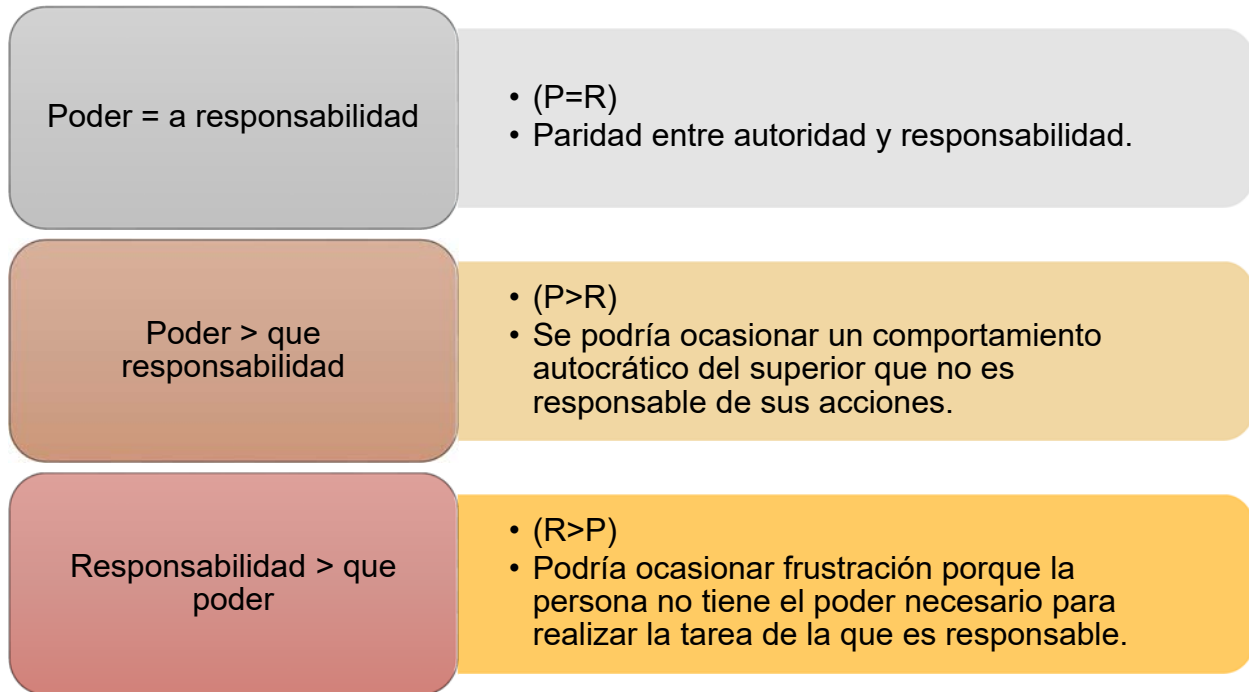 Poder = a responsabilidad
• (P=R)
• Paridad entre autoridad y responsabilidad.
Poder > que
responsabilidad
• (P>R)
• Se podría ocasionar un comportamiento
autocrático del superior que no es
responsable de sus acciones.
Responsabilidad > que
poder
• (R>P)
• Podría ocasionar frustración porque la
persona no tiene el poder necesario para
realizar la tarea de la que es responsable.